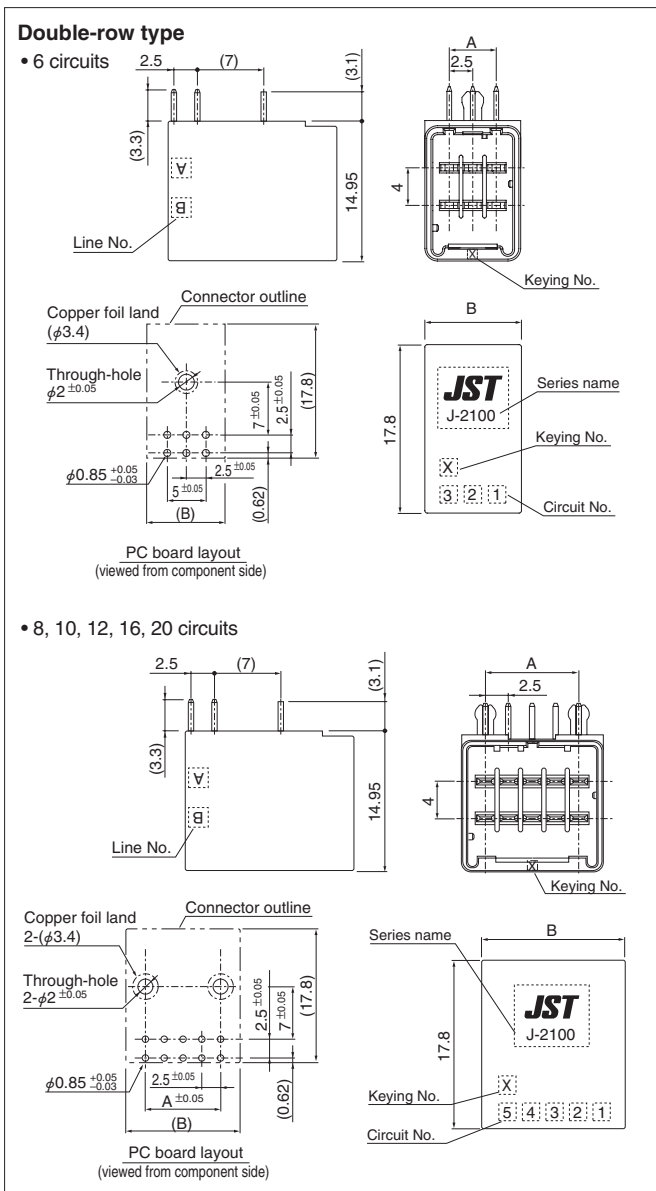 Double-row type
• 6 circuits
2.5
(7)
(3.1)
A
2.5
(3.3)
A
B
14.95
4
Line No.
X
Keying No.
Copper foil land
(φ3.4)
Connector outline
Through-hole
φ2 ±0.05
7 ±0.05
2.5 ±0.05
(17.8)
φ0.85 +0.05 −0.03
2.5 ±0.05
5 ±0.05
(0.62)
(B)
PC board layout
(viewed from component side)
B
17.8
JST
J-2100
Series name
X
Keying No.
3 2 1
Circuit No.
• 8, 10, 12, 16, 20 circuits
2.5
(7)
(3.1)
A
2.5
(3.3)
A
B
14.95
4
Line No.
X
Keying No.
Copper foil land
2-(φ3.4)
Connector outline
Through-hole
2-φ2 ±0.05
2.5 ±0.05
7 ±0.05
(17.8)
φ0.85 +0.05 −0.03
2.5 ±0.05
A ±0.05
(0.62)
(B)
PC board layout
(viewed from component side)
Series name
B
17.8
JST
J-2100
Keying No.
X
Circuit No.
5 4 3 2 1